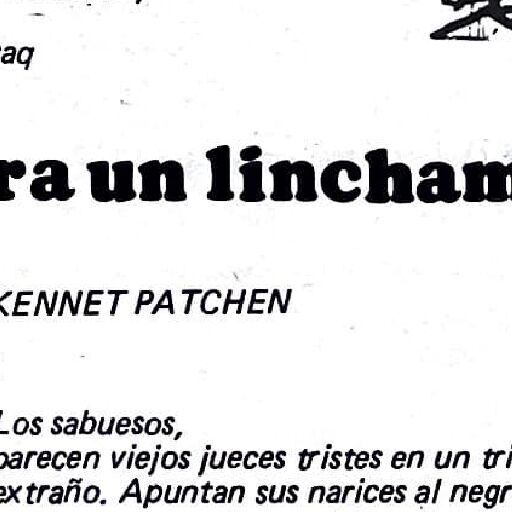 aq
ra un lincham
KENNET PATCHEN
Los sabuesos,
parecen viejos jueces tristes en un tri
extraño. Apuntan sus narices al negr